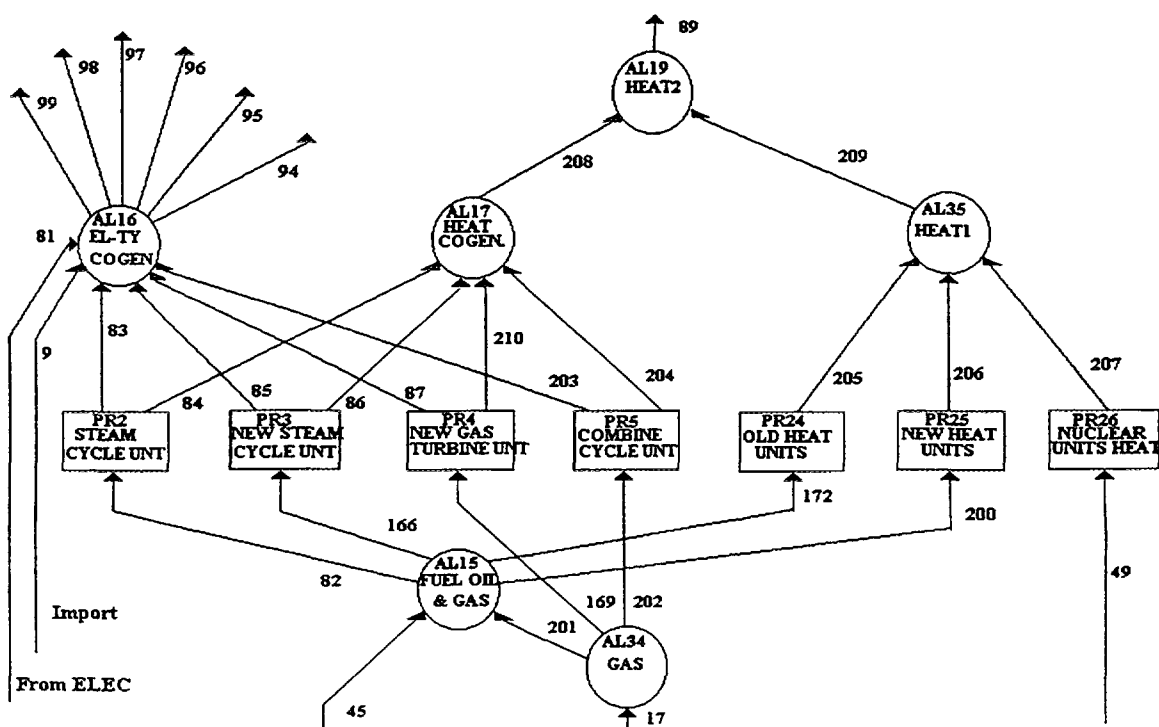 89
97
98
96
99
95
94
AL19
HEAT2
208
209
AL16
EL-TY
COGEN
AL17
HEAT
COGEN.
AL35
HEAT1
81
83
9
210
84
85
86
87
203
204
205
206
207
PR2
STEAM
CYCLE UNT
PR3
NEW STEAM
CYCLE UNT
PR4
NEW GAS
TURBINE UNT
PR5
COMBINE
CYCLE UNT
PR24
OLD HEAT
UNITS
PR25
NEW HEAT
UNITS
PR26
NUCLEAR
UNITS HEAT
166
172
200
82
AL15
FUEL OIL
& GAS
169
202
49
Import
201
AL34
GAS
From ELEC
45
17